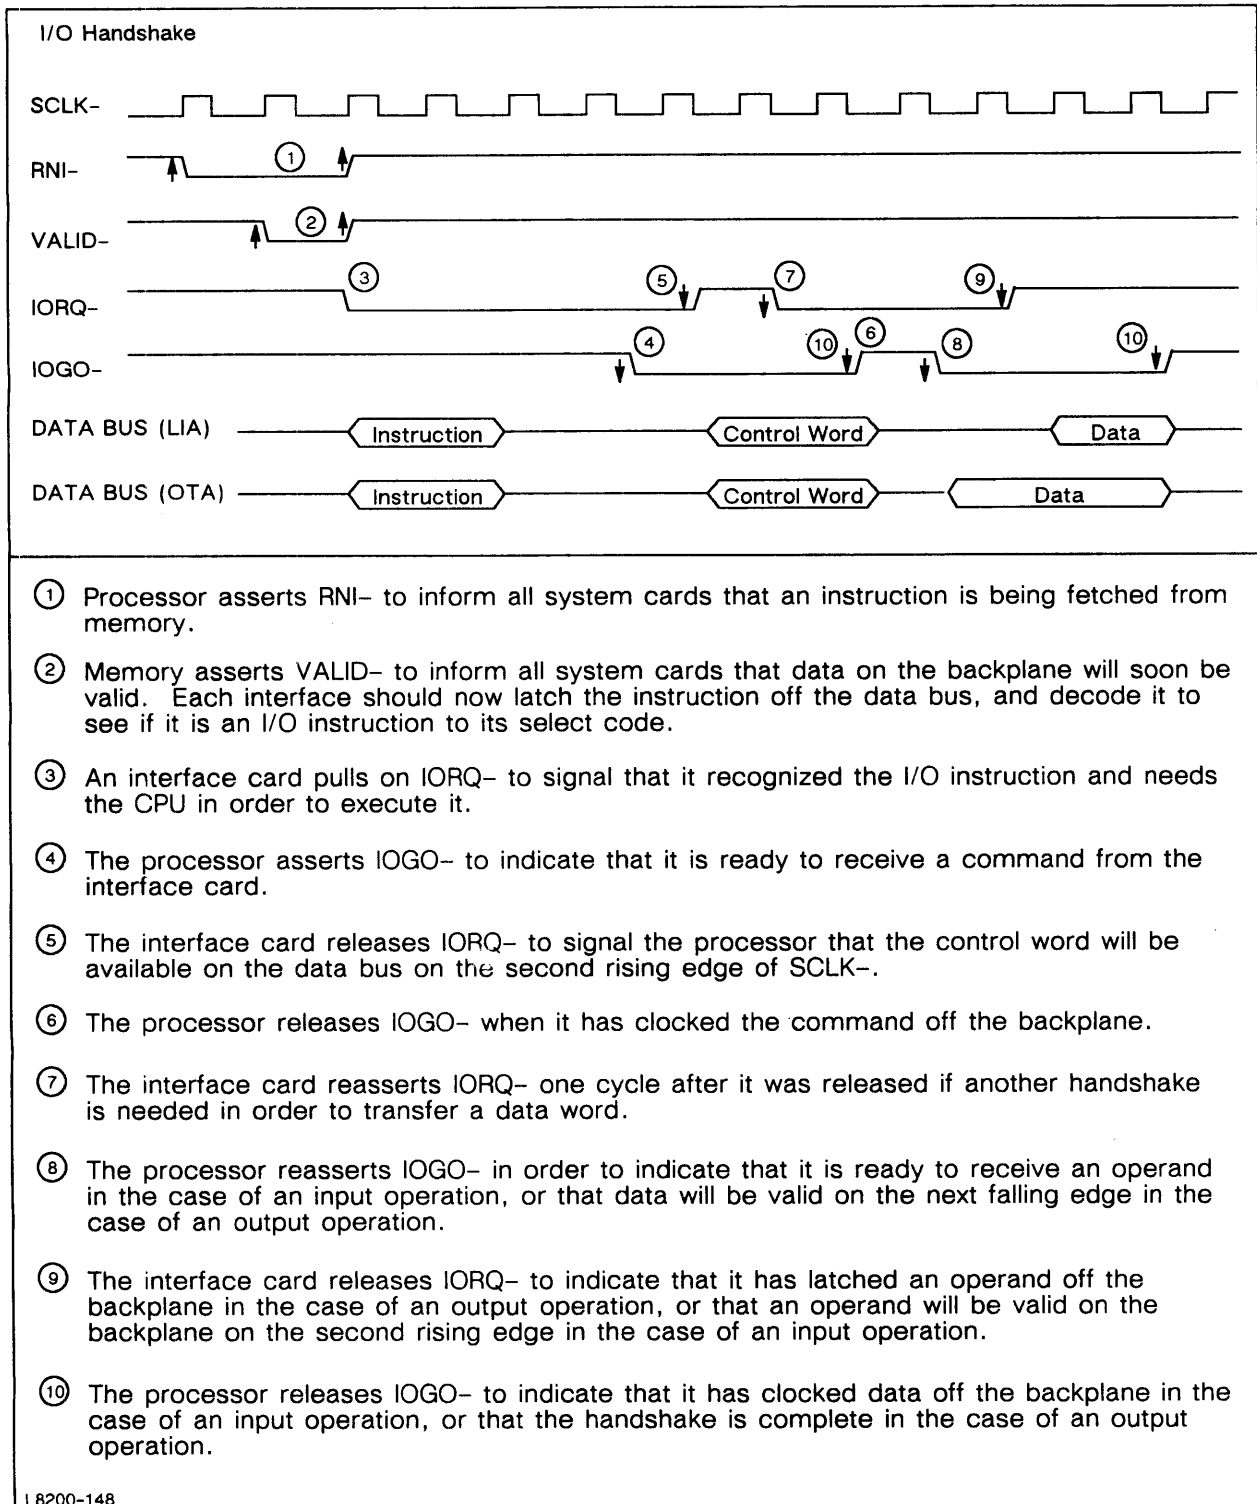 I/O Handshake
SCLK–
RNI–
①
VALID–
②
IORQ–
③
⑤
⑦
⑨
IOGO–
④
⑩
⑥
⑧
⑩
DATA BUS (LIA)
Instruction
Control Word
Data
DATA BUS (OTA)
Instruction
Control Word
Data
① Processor asserts RNI– to inform all system cards that an instruction is being fetched from
memory.
② Memory asserts VALID– to inform all system cards that data on the backplane will soon be
valid. Each interface should now latch the instruction off the data bus, and decode it to
see if it is an I/O instruction to its select code.
③ An interface card pulls on IORQ– to signal that it recognized the I/O instruction and needs
the CPU in order to execute it.
④ The processor asserts IOGO– to indicate that it is ready to receive a command from the
interface card.
⑤ The interface card releases IORQ– to signal the processor that the control word will be
available on the data bus on the second rising edge of SCLK–.
⑥ The processor releases IOGO– when it has clocked the command off the backplane.
⑦ The interface card reasserts IORQ– one cycle after it was released if another handshake
is needed in order to transfer a data word.
⑧ The processor reasserts IOGO– in order to indicate that it is ready to receive an operand
in the case of an input operation, or that data will be valid on the next falling edge in the
case of an output operation.
⑨ The interface card releases IORQ– to indicate that it has latched an operand off the
backplane in the case of an output operation, or that an operand will be valid on the
backplane on the second rising edge in the case of an input operation.
⑩ The processor releases IOGO– to indicate that it has clocked data off the backplane in the
case of an input operation, or that the handshake is complete in the case of an output
operation.
L8200-148